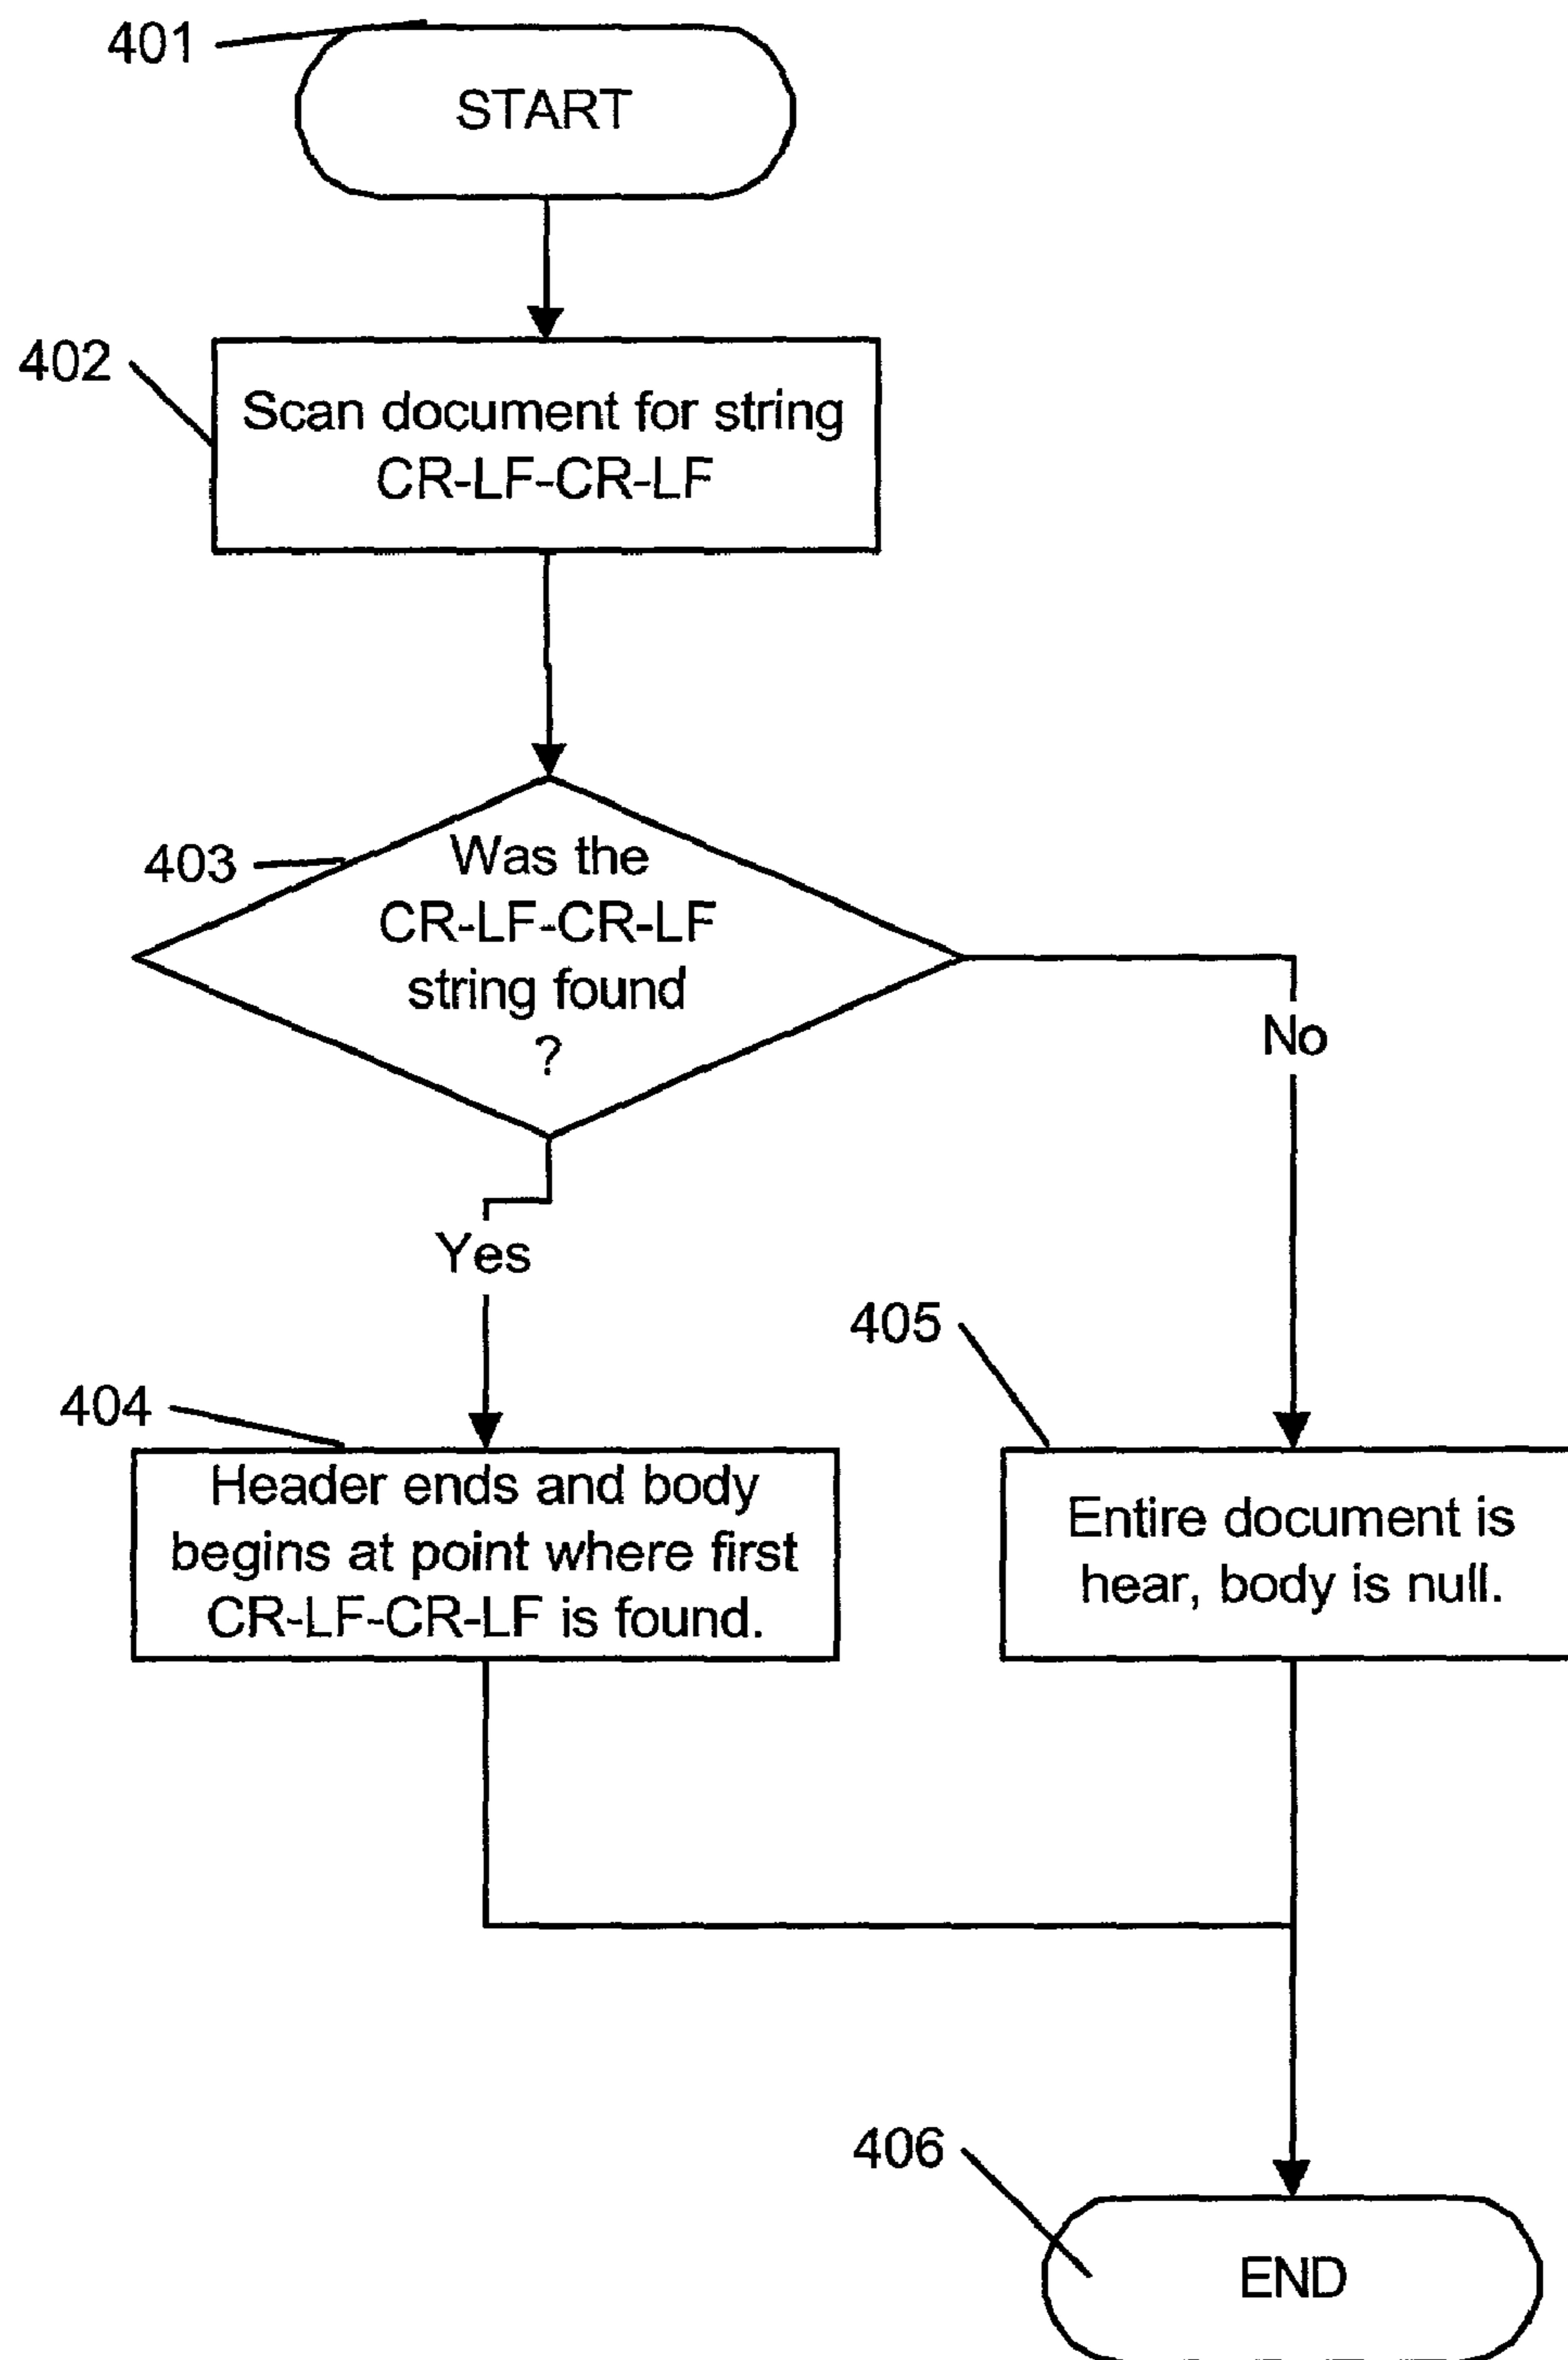 401
START
402
Scan document for string
CR-LF-CR-LF
403
Was the
CR-LF-CR-LF
string found
?
No
Yes
405
404
Header ends and body
begins at point where first
CR-LF-CR-LF is found.
Entire document is
hear, body is null.
406
END